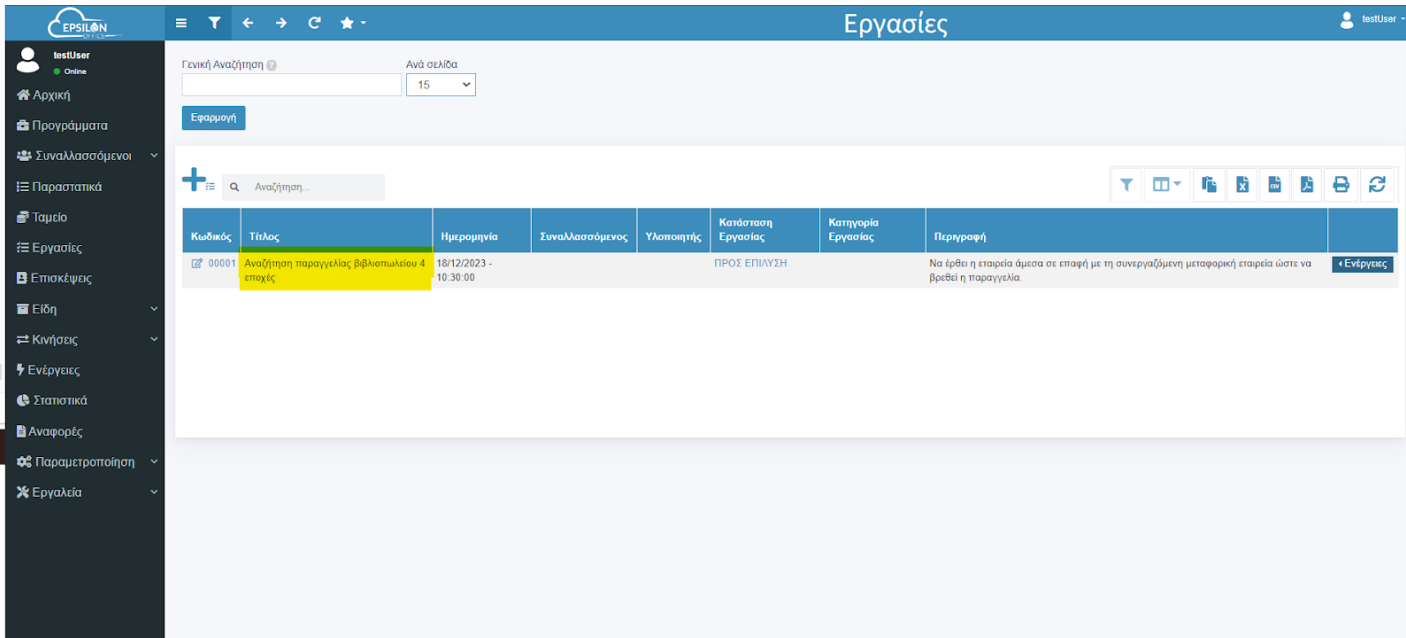 EPSILON
OFFICE
Εργασίες
testUser
testUser
Online
Αρχική
Προγράμματα
Συναλλασσόμενοι
Παραστατικά
Ταμείο
Εργασίες
Επισκέψεις
Είδη
Κινήσεις
Ενέργειες
Στατιστικά
Αναφορές
Παραμετροποίηση
Εργαλεία
Γενική Αναζήτηση
Ανά σελίδα
15
Εφαρμογή
Αναζήτηση...
Κωδικός Τίτλος Ημερομηνία Συναλλασσόμενος Υλοποιητής Κατάσταση Εργασίας Κατηγορία Εργασίας Περιγραφή
00001 Αναζήτηση παραγγελίας βιβλιοπωλείου 4 18/12/2023 - ΠΡΟΣ ΕΠΙΛΥΣΗ Να έρθει η εταιρεία άμεσα σε επαφή με τη συνεργαζόμενη μεταφορική εταιρεία ώστε να Ενέργειες
εποχές 10:30:00 βρεθεί η παραγγελία.